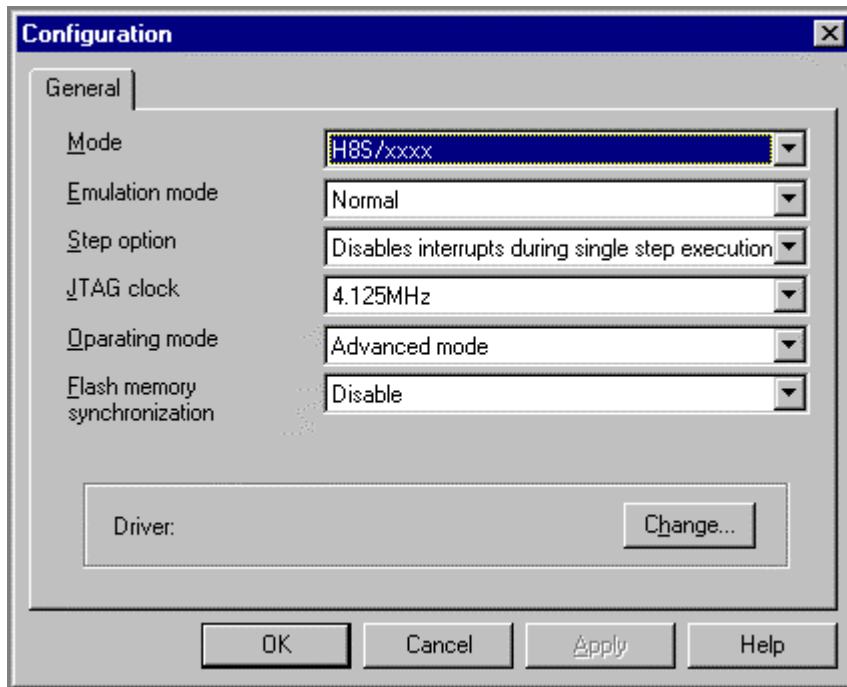 Configuration
General
Mode
H8S/xxxx
Emulation mode
Normal
Step option
Disables interrupts during single step execution
JTAG clock
4.125MHz
Oparating mode
Advanced mode
Flash memory
synchronization
Disable
Driver:
Change...
OK
Cancel
Apply
Help